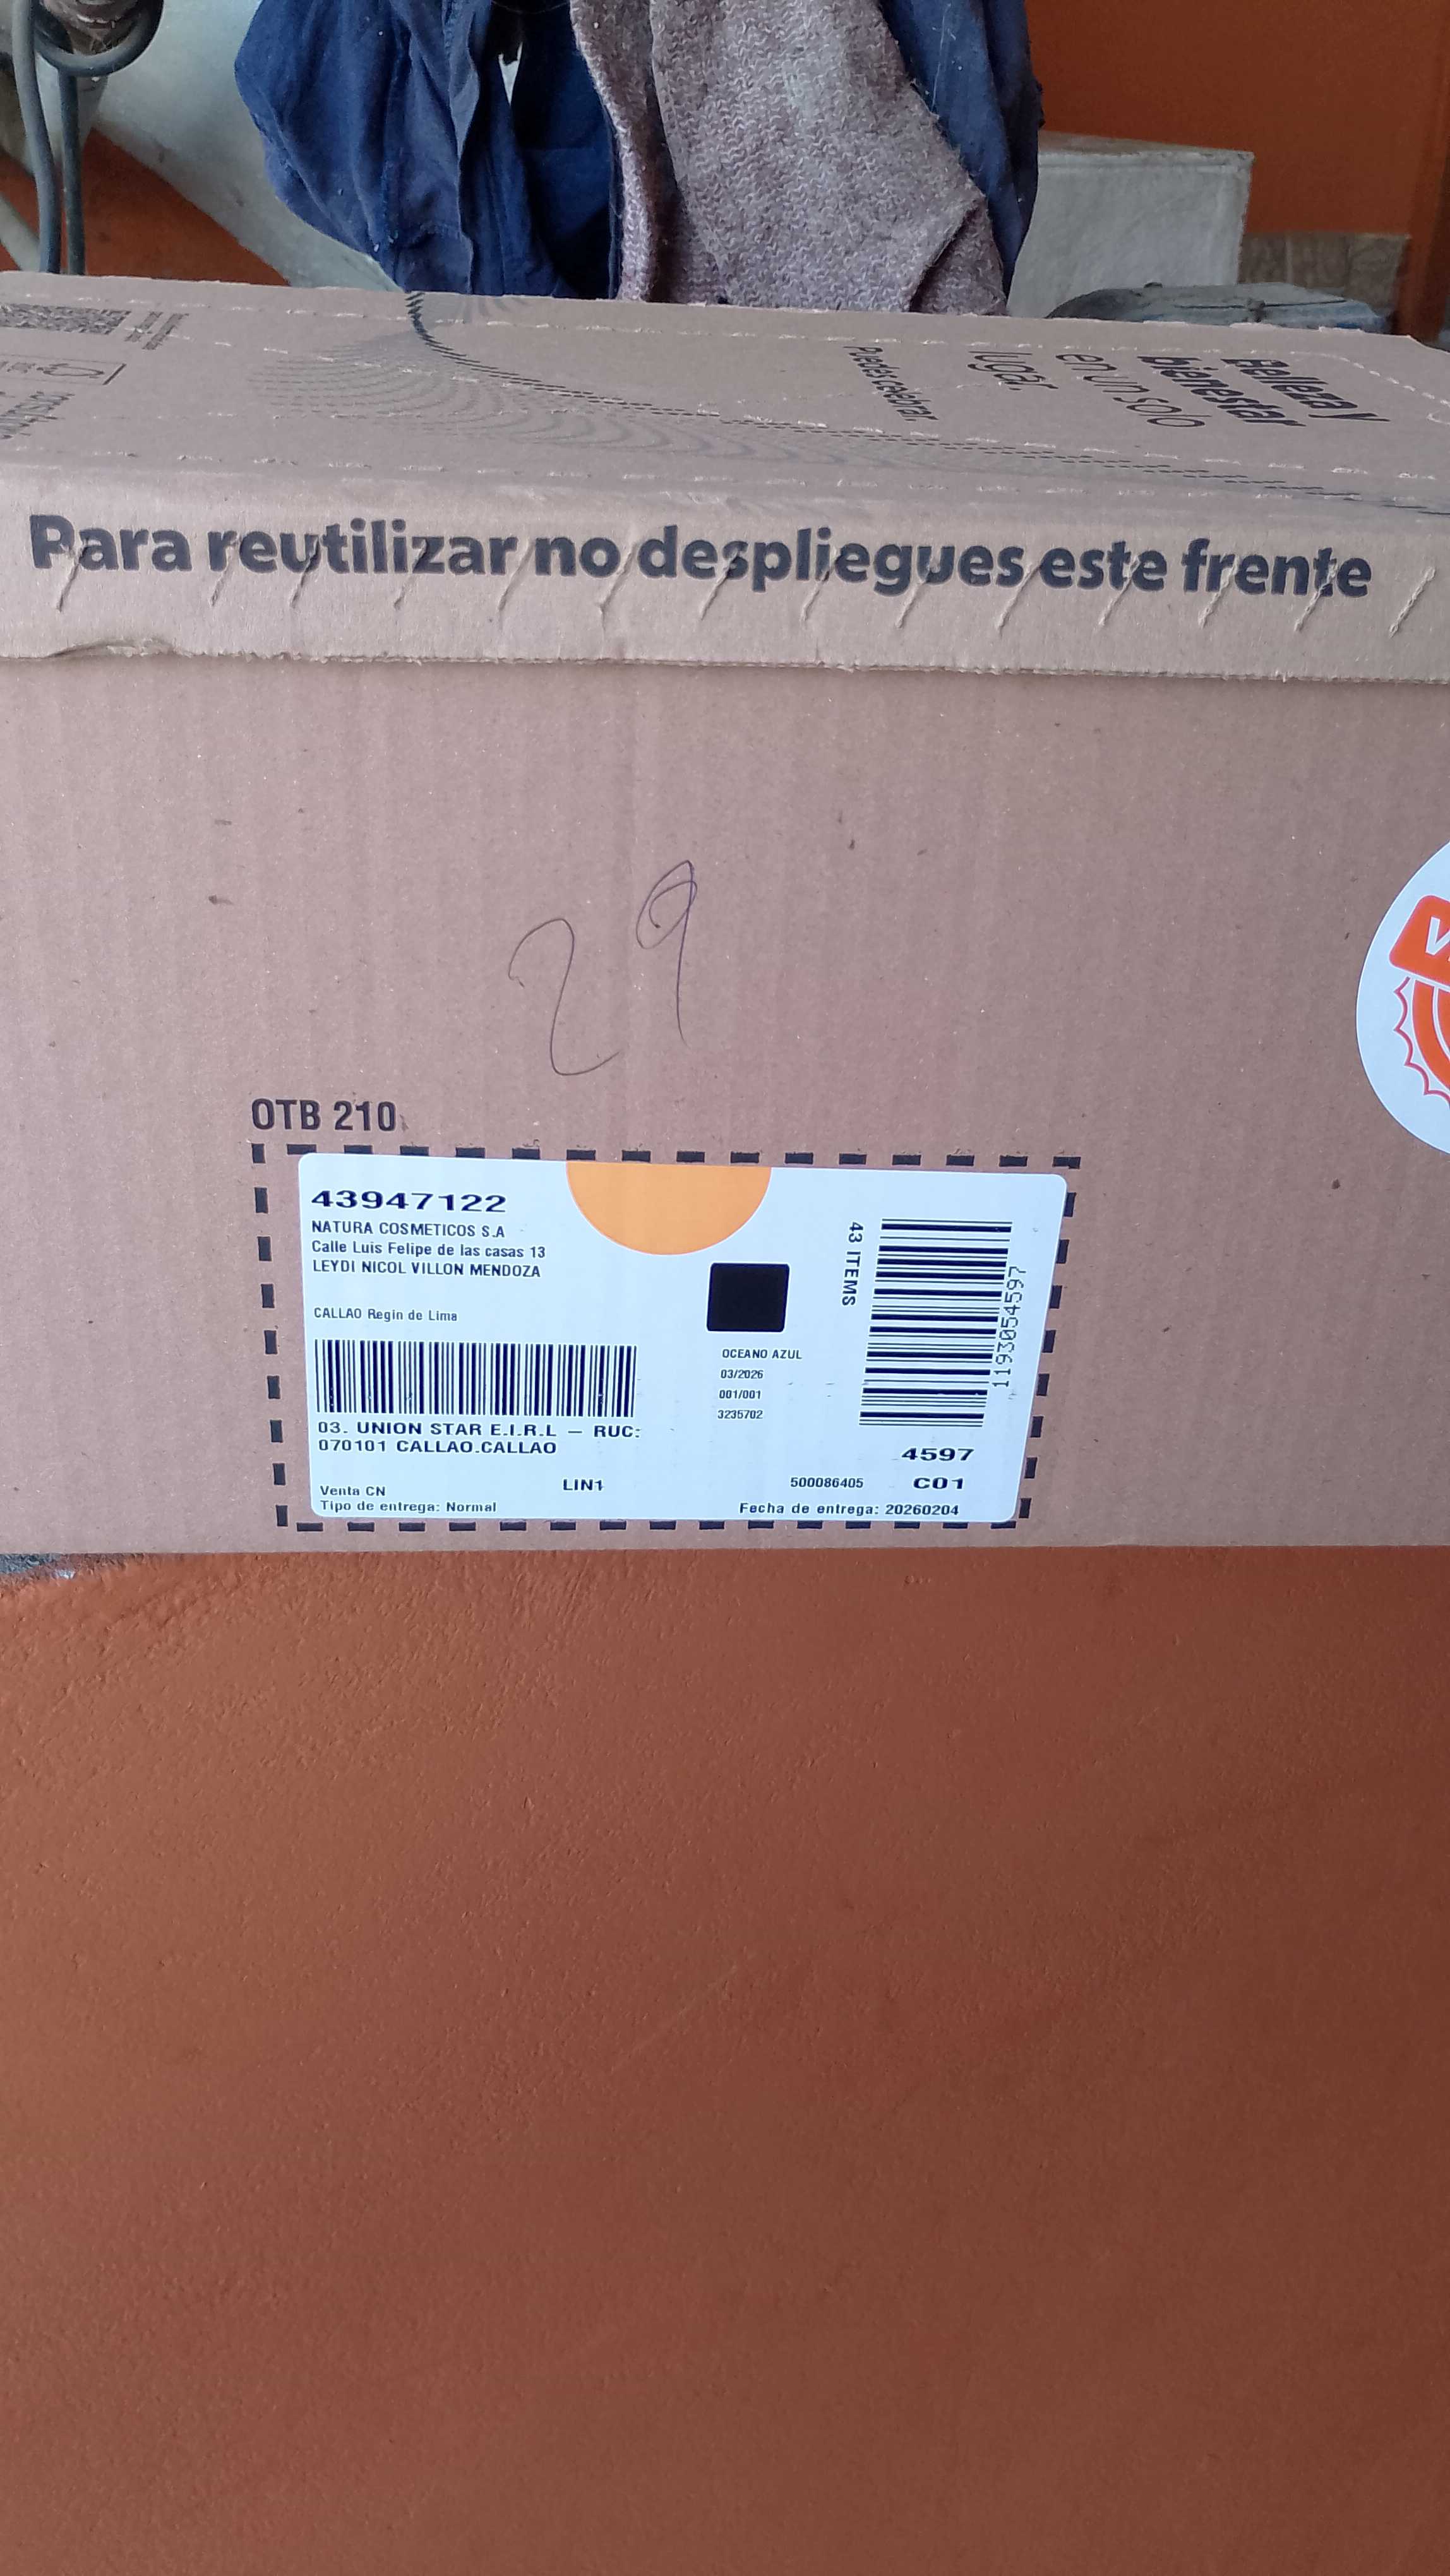 Belleza y
bienestar
en un solo
lugar.
Puedes celebrar.
Para reutilizar no despliegues este frente
29
OTB 210
43947122
NATURA COSMETICOS S.A
Calle Luis Felipe de las casas 13
LEYDI NICOL VILLON MENDOZA
CALLAO Regin de Lima
03. UNION STAR E.I.R.L — RUC:
070101 CALLAO.CALLAO
Venta CN
Tipo de entrega: Normal
LIN1
OCEANO AZUL
03/2026
001/001
3235702
43 ITEMS
1193054597
4597
500086405
C01
Fecha de entrega: 20260204